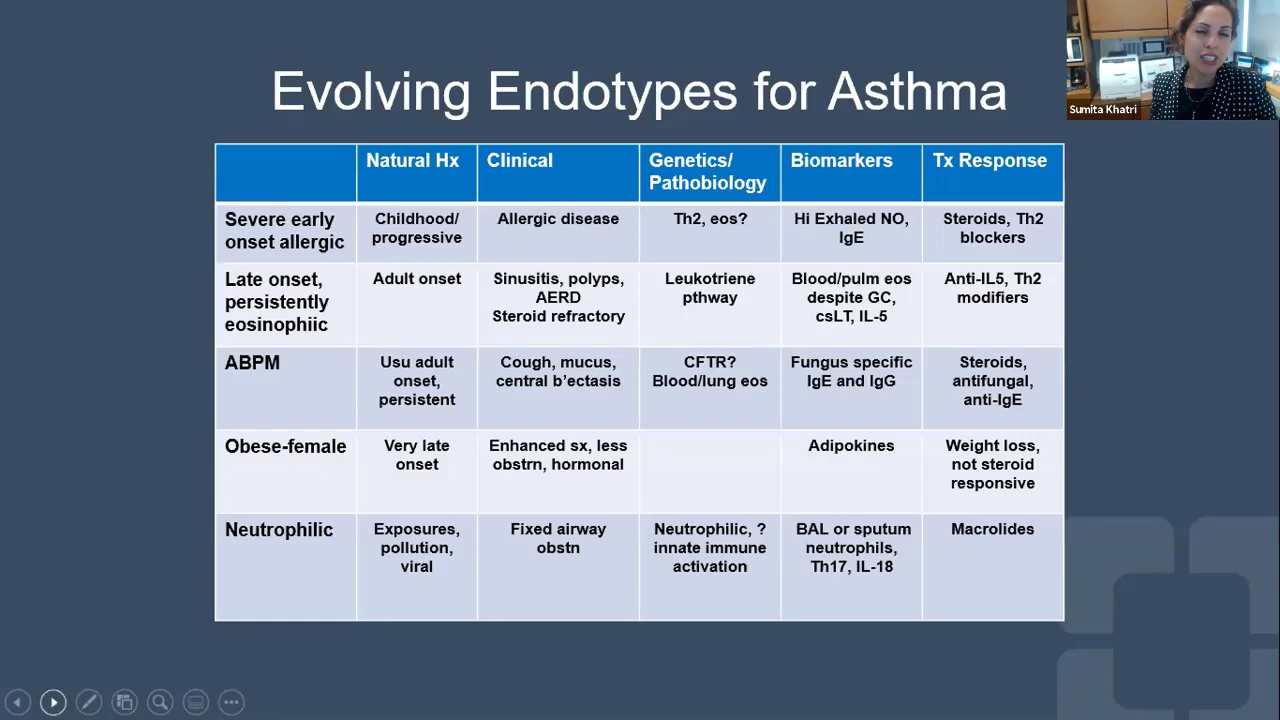 Sumita Khatri
Evolving Endotypes for Asthma
Natural Hx
Clinical
Genetics/
Pathobiology
Biomarkers
Tx Response
Severe early
onset allergic
Childhood/
progressive
Allergic disease
Th2, eos?
Hi Exhaled NO,
IgE
Steroids, Th2
blockers
Late onset,
persistently
eosinophiic
Adult onset
Sinusitis, polyps,
AERD
Steroid refractory
Leukotriene
pthway
Blood/pulm eos
despite GC,
csLT, IL-5
Anti-IL5, Th2
modifiers
ABPM
Usu adult
onset,
persistent
Cough, mucus,
central b’ectasis
CFTR?
Blood/lung eos
Fungus specific
IgE and IgG
Steroids,
antifungal,
anti-IgE
Obese-female
Very late
onset
Enhanced sx, less
obstrn, hormonal
Adipokines
Weight loss,
not steroid
responsive
Neutrophilic
Exposures,
pollution,
viral
Fixed airway
obstn
Neutrophilic, ?
innate immune
activation
BAL or sputum
neutrophils,
Th17, IL-18
Macrolides